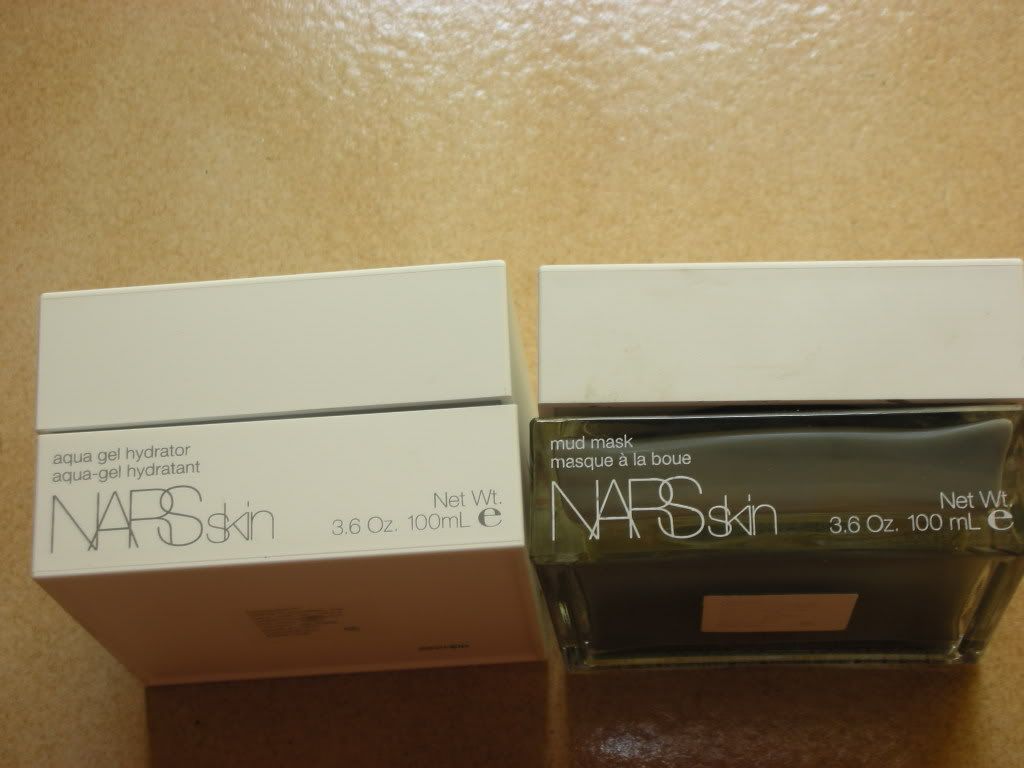 aqua gel hydrator
aqua-gel hydratant
NARSskin
Net Wt.
3.6 Oz. 100mL e
mud mask
masque à la boue
NARSskin
Net Wt.
3.6 Oz. 100 mL e